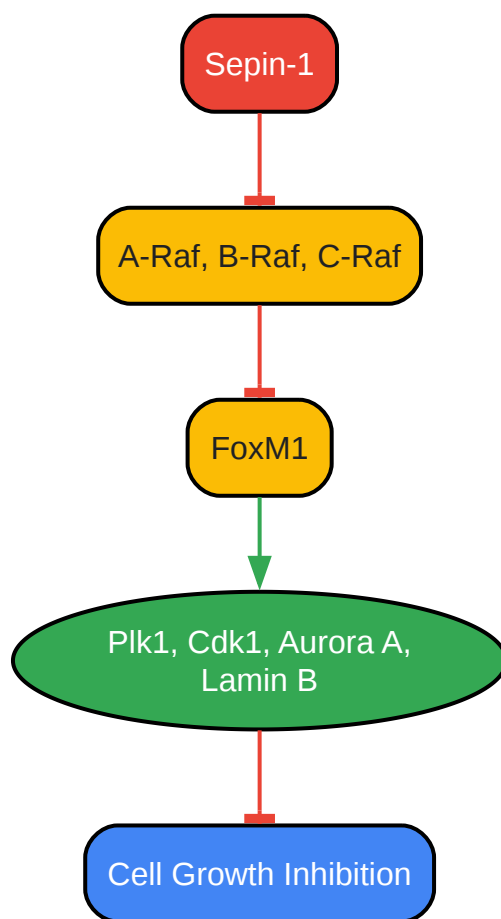 Sepin-1
A-Raf, B-Raf, C-Raf
FoxM1
Plk1, Cdk1, Aurora A,
Lamin B
Cell Growth Inhibition